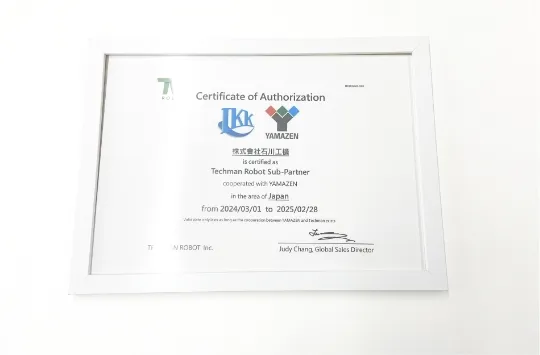 Certificate of Authorization
IKK
YAMAZEN
株式會社石川工機
is certified as
Techman Robot Sub-Partner
cooperated with YAMAZEN
in the area of Japan
from 2024/03/01 to 2025/02/28
ROBOT Inc.
Judy Chang, Global Sales Director